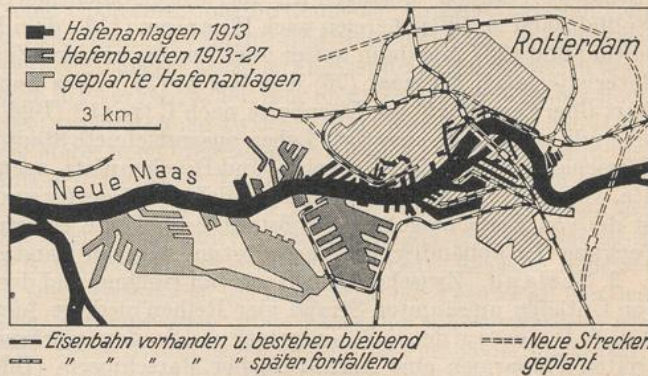 Hafenanlagen 1913
Hafenbauten 1913-27
geplante Hafenanlagen
3 km
Rotterdam
Neue Maas
Eisenbahn vorhanden u. bestehen bleibend
" " " " " später fortfallend
Neue Strecken
geplant